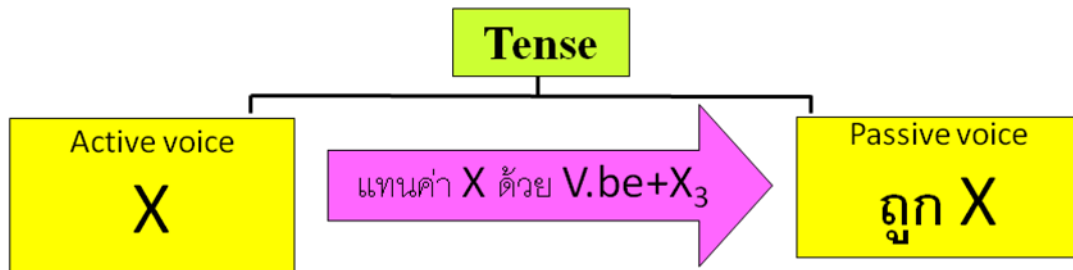 Tense
Active voice
X
แทนค่า X ด้วย V.be+X₃
Passive voice
ถูก X